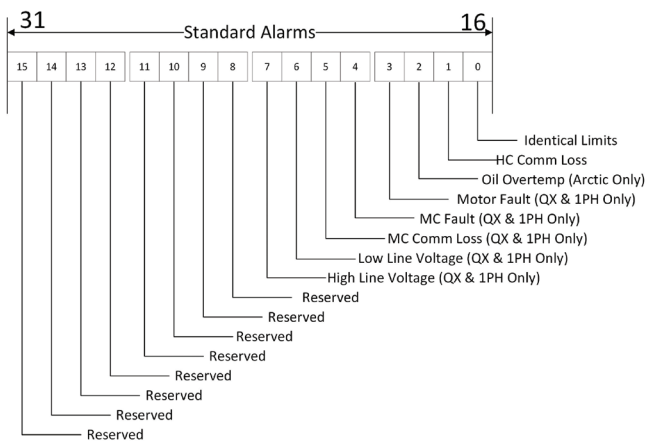 31 16
Standard Alarms
15 14 13 12 11 10 9 8 7 6 5 4 3 2 1 0
Identical Limits
HC Comm Loss
Oil Overtemp (Arctic Only)
Motor Fault (QX & 1PH Only)
MC Fault (QX & 1PH Only)
MC Comm Loss (QX & 1PH Only)
Low Line Voltage (QX & 1PH Only)
High Line Voltage (QX & 1PH Only)
Reserved
Reserved
Reserved
Reserved
Reserved
Reserved
Reserved
Reserved